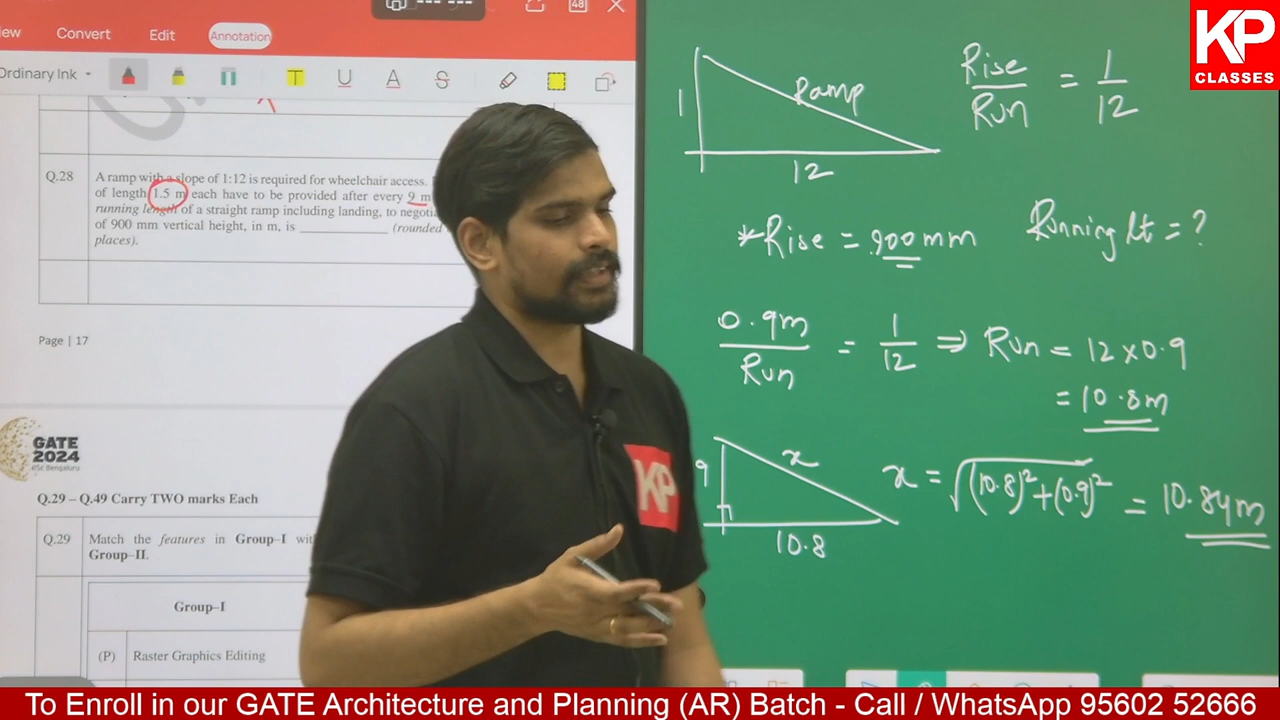 KP
CLASSES
48
iew Convert Edit Annotation
Ordinary Ink
Q.28 A ramp with a slope of 1:12 is required for wheelchair access.
of length 1.5 m each have to be provided after every 9 m
running length of a straight ramp including landing, to negoti
of 900 mm vertical height, in m, is ____________ (rounded
places).
Page | 17
GATE
2024
IISc Bengaluru
Q.29 – Q.49 Carry TWO marks Each
Q.29 Match the features in Group–I wit
Group–II.
Group–I
(P) Raster Graphics Editing
KP
1 Ramp
12
Rise/Run = 1/12
*Rise = 900mm Running lt = ?
0.9m/Run = 1/12 ⇒ Run = 12 × 0.9
= 10.8m
9 x
10.8
x = √(10.8)² + (0.9)² = 10.84m
To Enroll in our GATE Architecture and Planning (AR) Batch - Call / WhatsApp 95602 52666